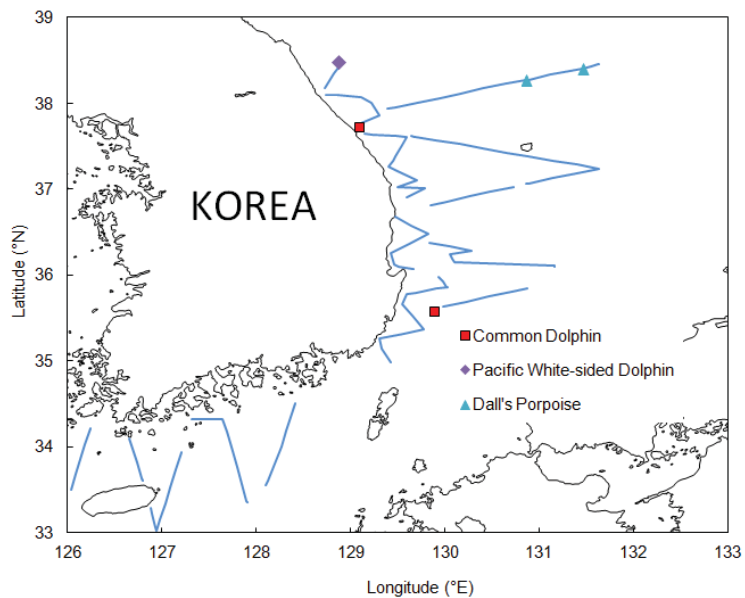 39
38
37
36
35
34
33
Latitude (°N)
KOREA
Common Dolphin
Pacific White-sided Dolphin
Dall's Porpoise
126 127 128 129 130 131 132 133
Longitude (°E)